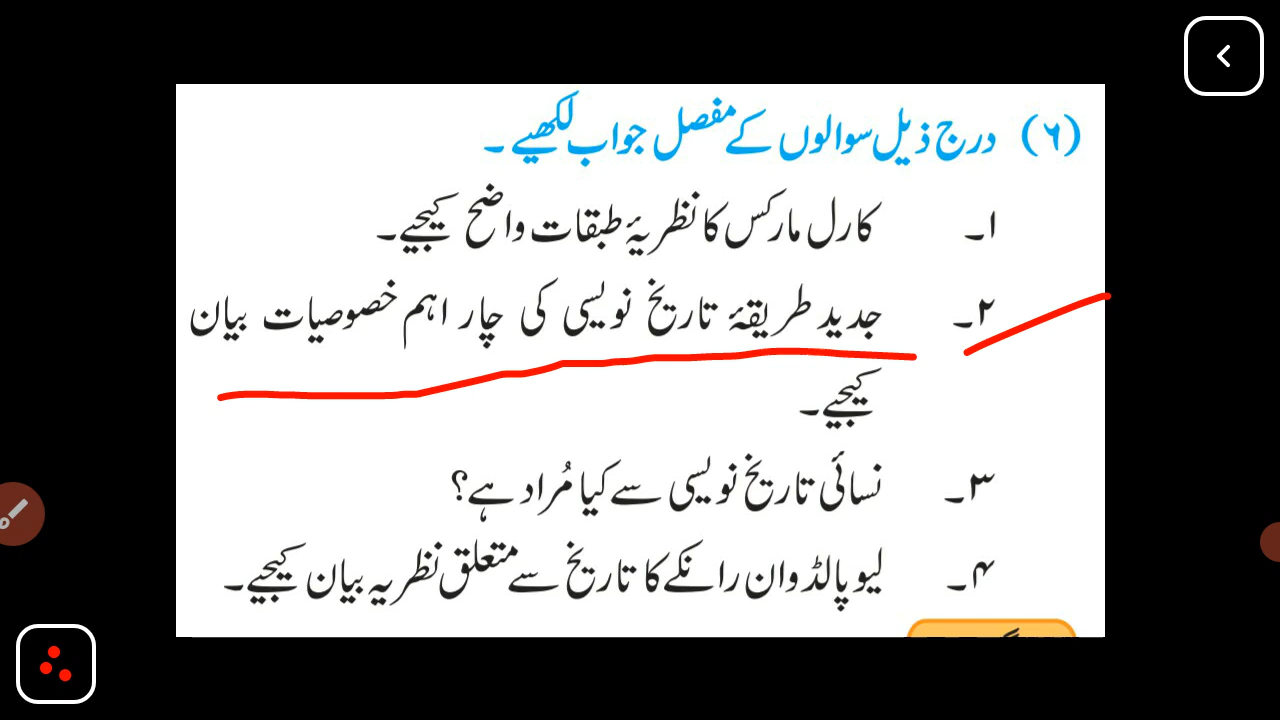 (۶) درج ذیل سوالوں کے مفصل جواب لکھیے۔
۱۔ کارل مارکس کا نظریۂ طبقات واضح کیجیے۔
۲۔ جدید طریقۂ تاریخ نویسی کی چار اہم خصوصیات بیان
کیجیے۔
۳۔ نسائی تاریخ نویسی سے کیا مُراد ہے؟
۴۔ لیوپالڈ وان رانکے کا تاریخ سے متعلق نظریہ بیان کیجیے۔